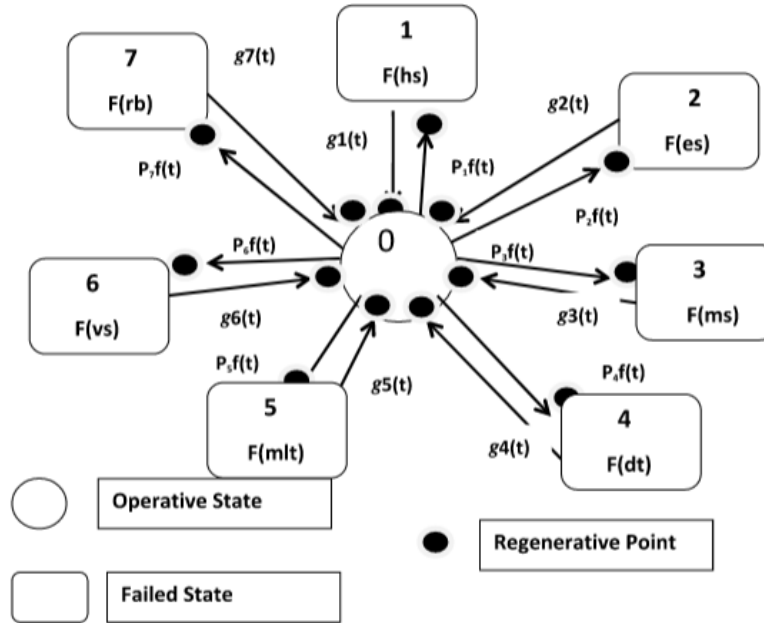 1
F(hs)
7
F(rb)
g7(t)
2
F(es)
g2(t)
g1(t)
P₁f(t)
P₇f(t)
P₂f(t)
0
P₆f(t)
P₃f(t)
3
F(ms)
6
F(vs)
g6(t)
g3(t)
P₅f(t)
g5(t)
P₄f(t)
5
F(mlt)
4
F(dt)
g4(t)
Operative State
Regenerative Point
Failed State